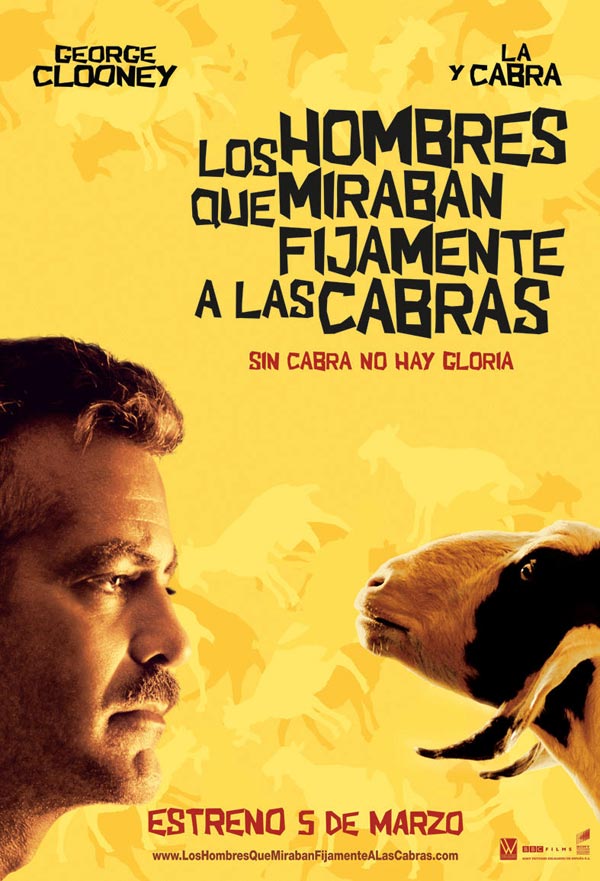 GEORGE
CLOONEY
LA
Y CABRA
LOS HOMBRES
QUE MIRABAN
FIJAMENTE
A LAS CABRAS
SIN CABRA NO HAY GLORIA
ESTRENO 5 DE MARZO
www.LosHombresQueMirabanFijamenteALasCabras.com
W
BBC FILMS